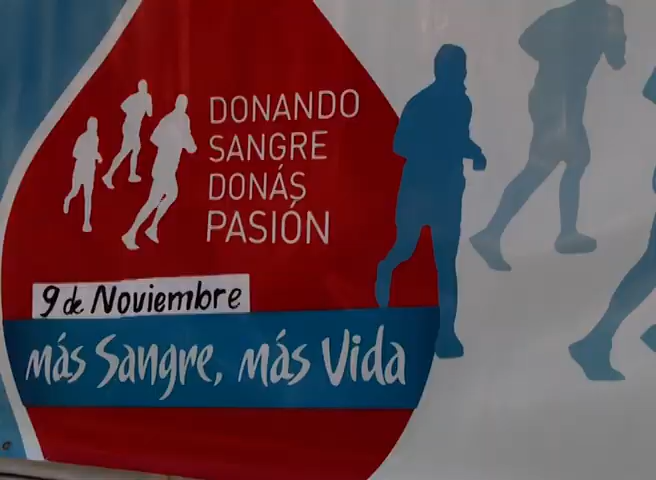 DONANDO
SANGRE
DONÁS
PASIÓN
9 de Noviembre
más Sangre, más Vida